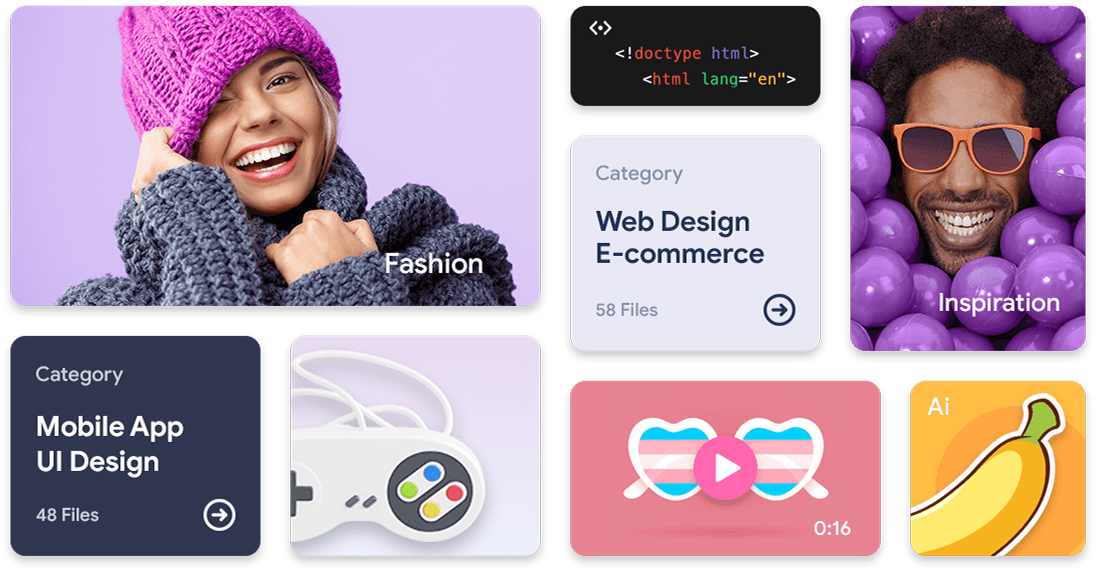 Fashion
<!doctype html>
<html lang="en">
Category
Web Design
E-commerce
58 Files
Inspiration
Category
Mobile App
UI Design
48 Files
0:16
Ai